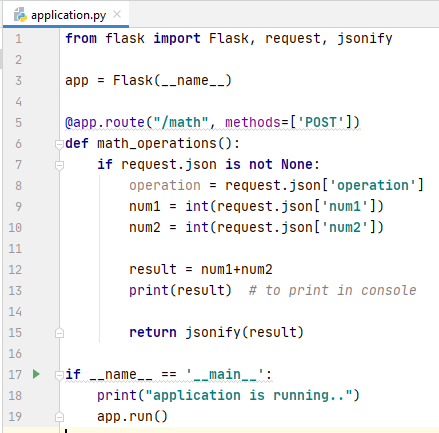 application.py
1 from flask import Flask, request, jsonify
2
3 app = Flask(__name__)
4
5 @app.route("/math", methods=['POST'])
6 def math_operations():
7     if request.json is not None:
8         operation = request.json['operation']
9         num1 = int(request.json['num1'])
10         num2 = int(request.json['num2'])
11
12         result = num1+num2
13         print(result)  # to print in console
14
15         return jsonify(result)
16
17 if __name__ == '__main__':
18     print("application is running..")
19     app.run()